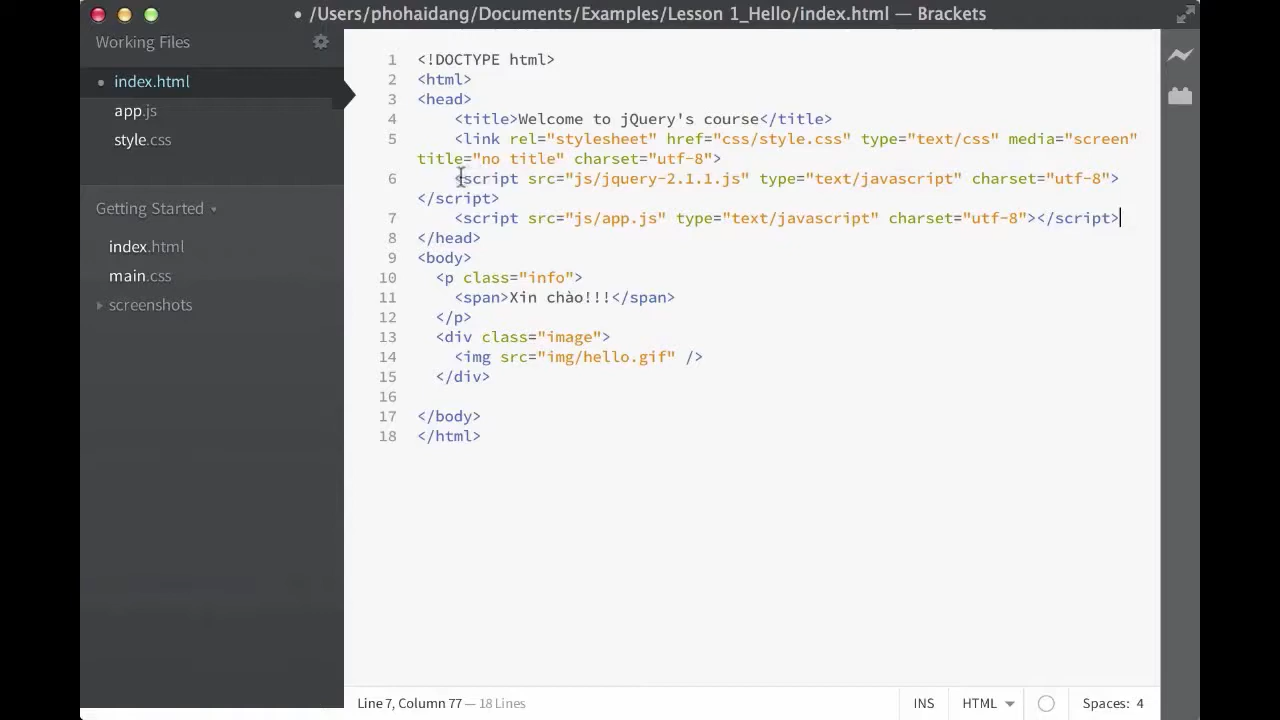 /Users/phohaidang/Documents/Examples/Lesson 1_Hello/index.html — Brackets
Working Files
index.html
app.js
style.css
Getting Started
index.html
main.css
screenshots
1 <!DOCTYPE html>
2 <html>
3 <head>
4 <title>Welcome to jQuery's course</title>
5 <link rel="stylesheet" href="css/style.css" type="text/css" media="screen"
title="no title" charset="utf-8">
6 <script src="js/jquery-2.1.1.js" type="text/javascript" charset="utf-8">
</script>
7 <script src="js/app.js" type="text/javascript" charset="utf-8"></script>
8 </head>
9 <body>
10 <p class="info">
11 <span>Xin chào!!!</span>
12 </p>
13 <div class="image">
14 <img src="img/hello.gif" />
15 </div>
16
17 </body>
18 </html>
Line 7, Column 77 — 18 Lines
INS
HTML
Spaces: 4